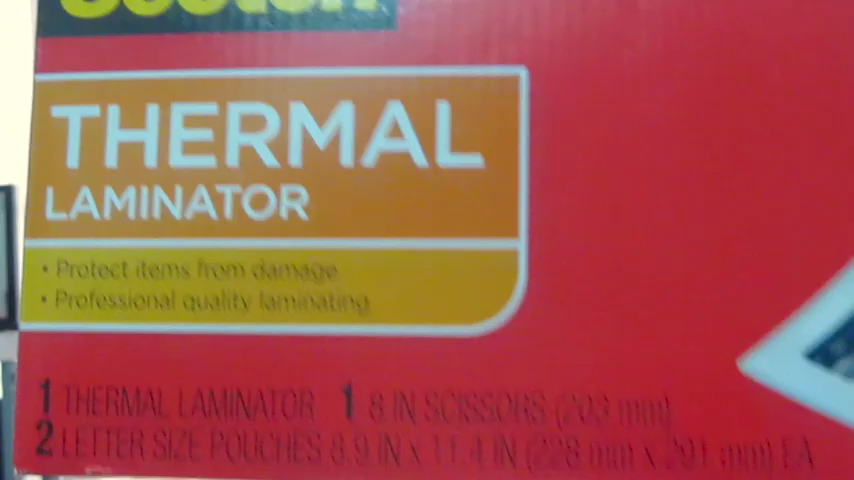 Scotch
THERMAL
LAMINATOR
• Protect items from damage
• Professional quality laminating
1 THERMAL LAMINATOR 1 8 IN SCISSORS (203 mm)
2 LETTER SIZE POUCHES 8.9 IN x 11.4 IN (228 mm x 291 mm) EA